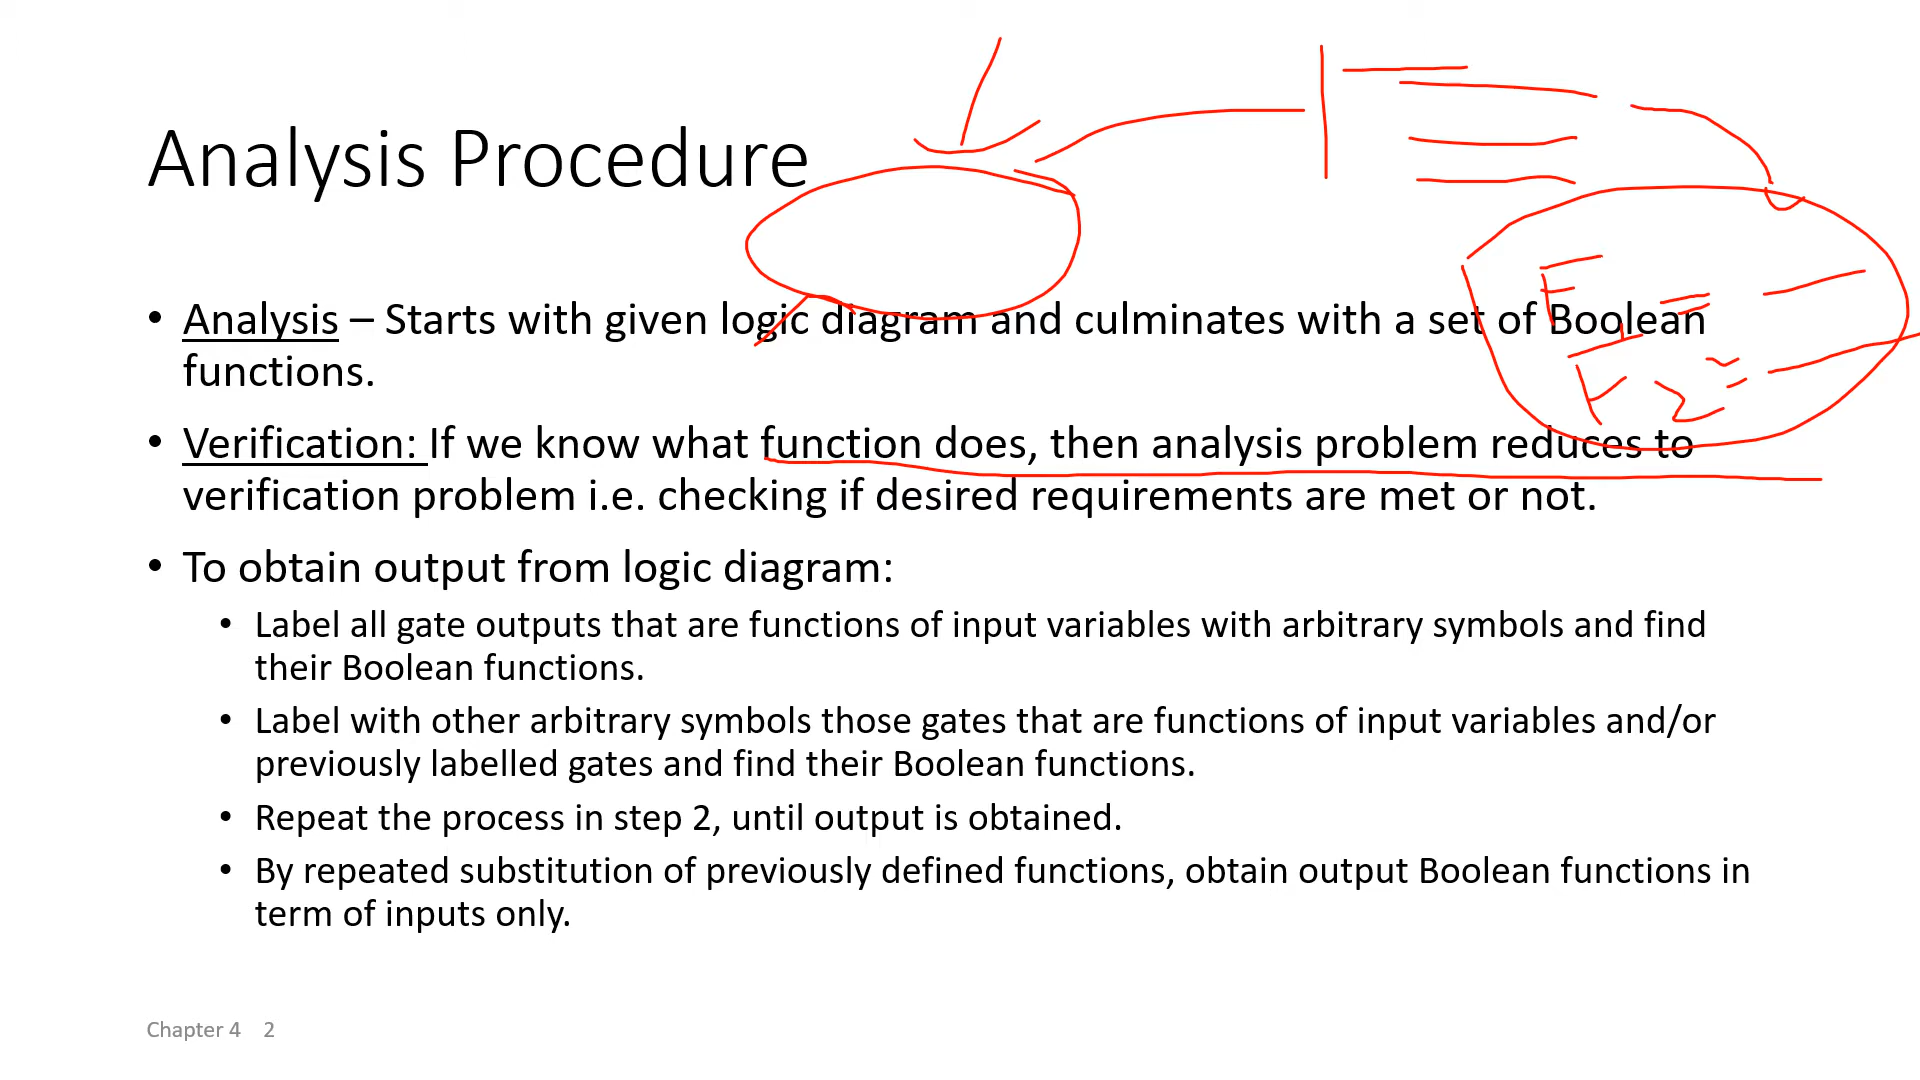 Analysis Procedure
• Analysis – Starts with given logic diagram and culminates with a set of Boolean
functions.
F1 =
F2 =
• Verification: If we know what function does, then analysis problem reduces to
verification problem i.e. checking if desired requirements are met or not.
• To obtain output from logic diagram:
• Label all gate outputs that are functions of input variables with arbitrary symbols and find
their Boolean functions.
• Label with other arbitrary symbols those gates that are functions of input variables and/or
previously labelled gates and find their Boolean functions.
• Repeat the process in step 2, until output is obtained.
• By repeated substitution of previously defined functions, obtain output Boolean functions in
term of inputs only.
Chapter 4 2